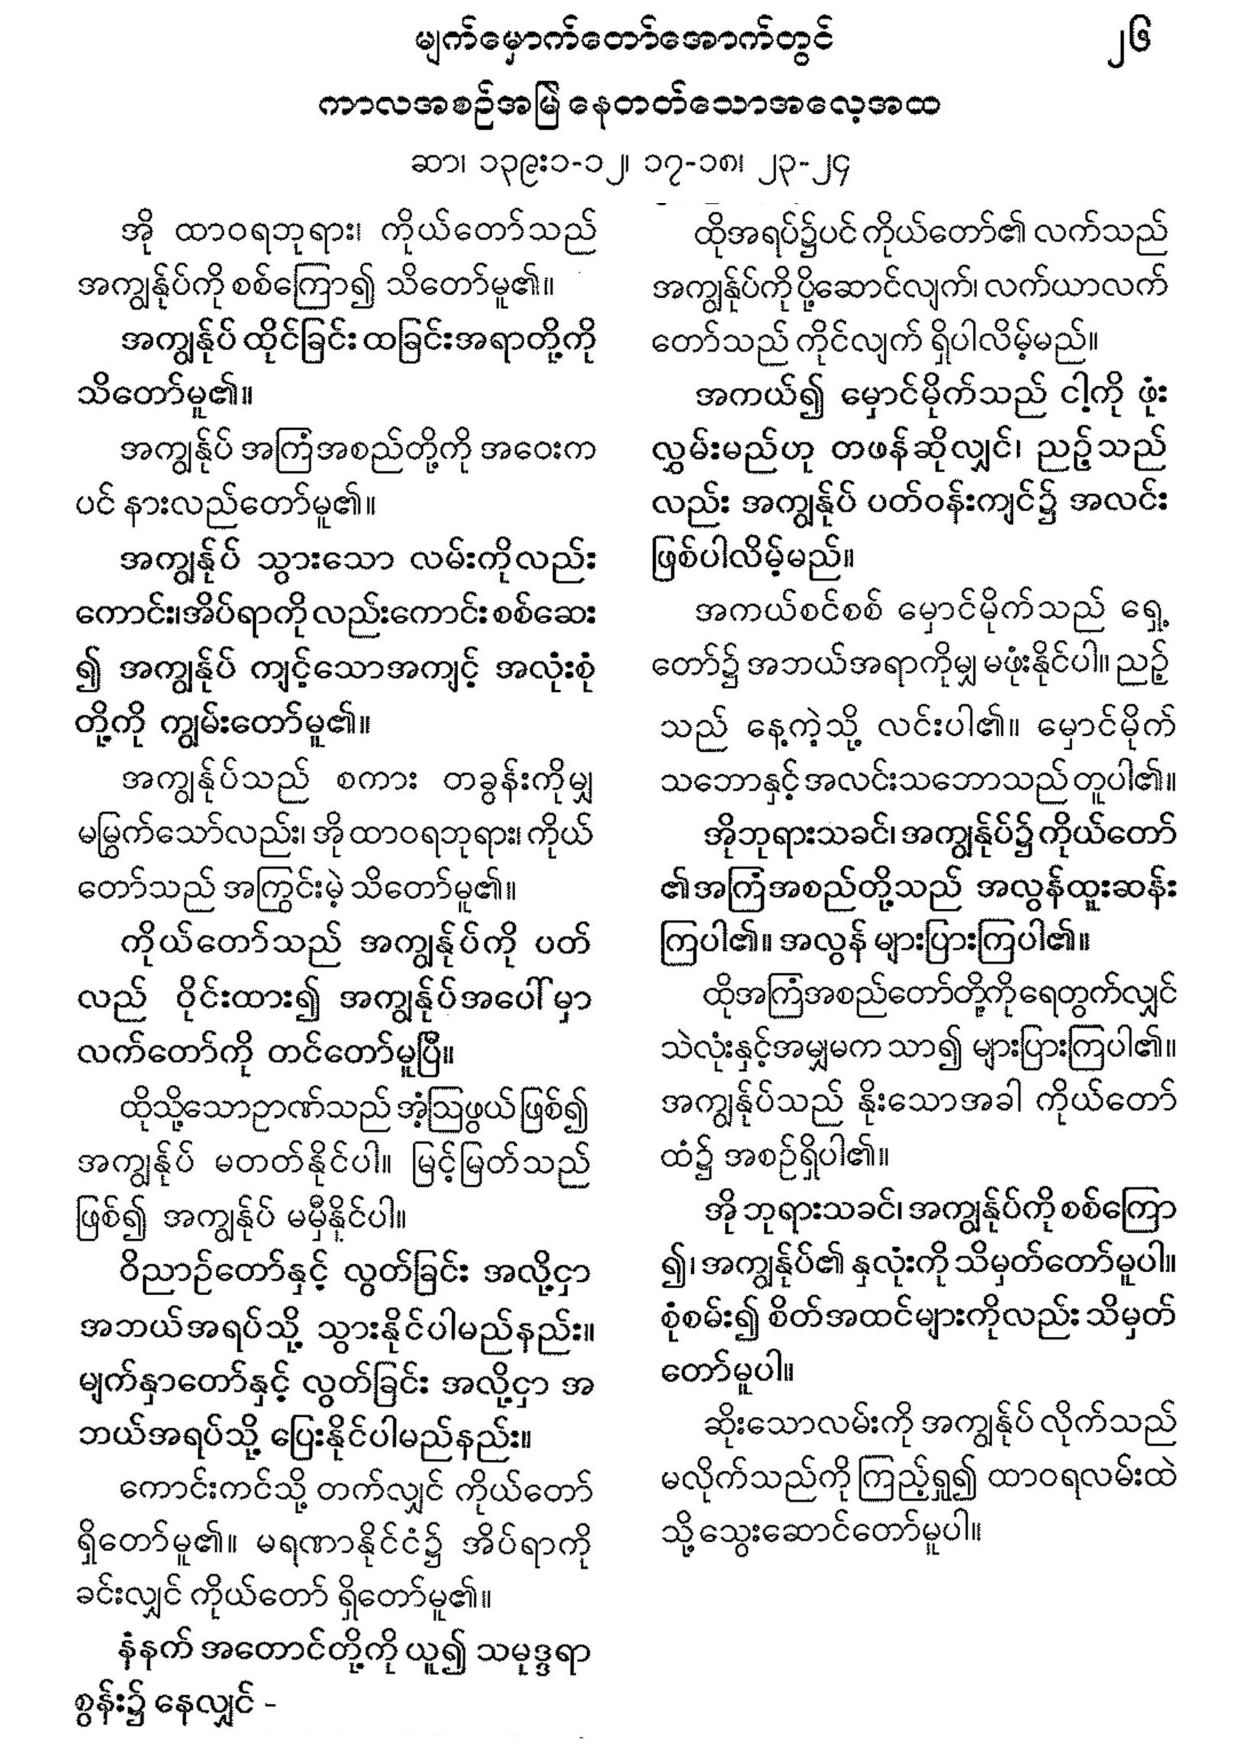 မျက်မှောက်တော်အောက်တွင်
၂၆
ကာလအစဉ်အမြဲ နေတတ်သောအလေ့အထ
ဆာ၊ ၁၃၉း၁-၁၂၊ ၁၇-၁၈၊ ၂၃-၂၄
အို ထာဝရဘုရား၊ ကိုယ်တော်သည်
အကျွန်ုပ်ကို စစ်ကြော၍ သိတော်မူ၏။
အကျွန်ုပ် ထိုင်ခြင်း ထခြင်းအရာတို့ကို
သိတော်မူ၏။
အကျွန်ုပ် အကြံအစည်တို့ကို အဝေးက
ပင် နားလည်တော်မူ၏။
အကျွန်ုပ် သွားသော လမ်းကိုလည်း
ကောင်း၊အိပ်ရာကို လည်းကောင်း စစ်ဆေး
၍ အကျွန်ုပ် ကျင့်သောအကျင့် အလုံးစုံ
တို့ကို ကျွမ်းတော်မူ၏။
အကျွန်ုပ်သည် စကား တခွန်းကိုမျှ
မမြွက်သော်လည်း၊ အို ထာဝရဘုရား၊ ကိုယ်
တော်သည် အကြွင်းမဲ့ သိတော်မူ၏။
ကိုယ်တော်သည် အကျွန်ုပ်ကို ပတ်
လည် ဝိုင်းထား၍ အကျွန်ုပ်အပေါ်မှာ
လက်တော်ကို တင်တော်မူပြီ။
ထိုသို့သောဉာဏ်သည် အံ့ဩဖွယ်ဖြစ်၍
အကျွန်ုပ် မတတ်နိုင်ပါ။ မြင့်မြတ်သည်
ဖြစ်၍ အကျွန်ုပ် မမှီနိုင်ပါ။
ဝိညာဉ်တော်နှင့် လွတ်ခြင်း အလို့ငှာ
အဘယ်အရပ်သို့ သွားနိုင်ပါမည်နည်း။
မျက်နှာတော်နှင့် လွတ်ခြင်း အလို့ငှာ အ
ဘယ်အရပ်သို့ ပြေးနိုင်ပါမည်နည်း။
ကောင်းကင်သို့ တက်လျှင် ကိုယ်တော်
ရှိတော်မူ၏။ မရဏာနိုင်ငံ၌ အိပ်ရာကို
ခင်းလျှင် ကိုယ်တော် ရှိတော်မူ၏။
နံနက် အတောင်တို့ကို ယူ၍ သမုဒ္ဒရာ
စွန်း၌ နေလျှင် -
ထိုအရပ်၌ပင် ကိုယ်တော်၏ လက်သည်
အကျွန်ုပ်ကို ပို့ဆောင်လျက်၊ လက်ယာလက်
တော်သည် ကိုင်လျက် ရှိပါလိမ့်မည်။
အကယ်၍ မှောင်မိုက်သည် ငါ့ကို ဖုံး
လွှမ်းမည်ဟု တဖန်ဆိုလျှင်၊ ညဉ့်သည်
လည်း အကျွန်ုပ် ပတ်ဝန်းကျင်၌ အလင်း
ဖြစ်ပါလိမ့်မည်။
အကယ်စင်စစ် မှောင်မိုက်သည် ရှေ့
တော်၌ အဘယ်အရာကိုမျှ မဖုံးနိုင်ပါ။ ညဉ့်
သည် နေ့ကဲ့သို့ လင်းပါ၏။ မှောင်မိုက်
သဘောနှင့် အလင်းသဘောသည် တူပါ၏။
အိုဘုရားသခင်၊ အကျွန်ုပ်၌ ကိုယ်တော်
၏အကြံအစည်တို့သည် အလွန်ထူးဆန်း
ကြပါ၏။ အလွန် များပြားကြပါ၏။
ထိုအကြံအစည်တော်တို့ကို ရေတွက်လျှင်
သဲလုံးနှင့်အမျှမက သာ၍ များပြားကြပါ၏။
အကျွန်ုပ်သည် နိုးသောအခါ ကိုယ်တော်
ထံ၌ အစဉ်ရှိပါ၏။
အို ဘုရားသခင်၊ အကျွန်ုပ်ကို စစ်ကြော
၍၊ အကျွန်ုပ်၏ နှလုံးကို သိမှတ်တော်မူပါ။
စုံစမ်း၍ စိတ်အထင်များကိုလည်း သိမှတ်
တော်မူပါ။
ဆိုးသောလမ်းကို အကျွန်ုပ် လိုက်သည်
မလိုက်သည်ကို ကြည့်ရှု၍ ထာဝရလမ်းထဲ
သို့ သွေးဆောင်တော်မူပါ။